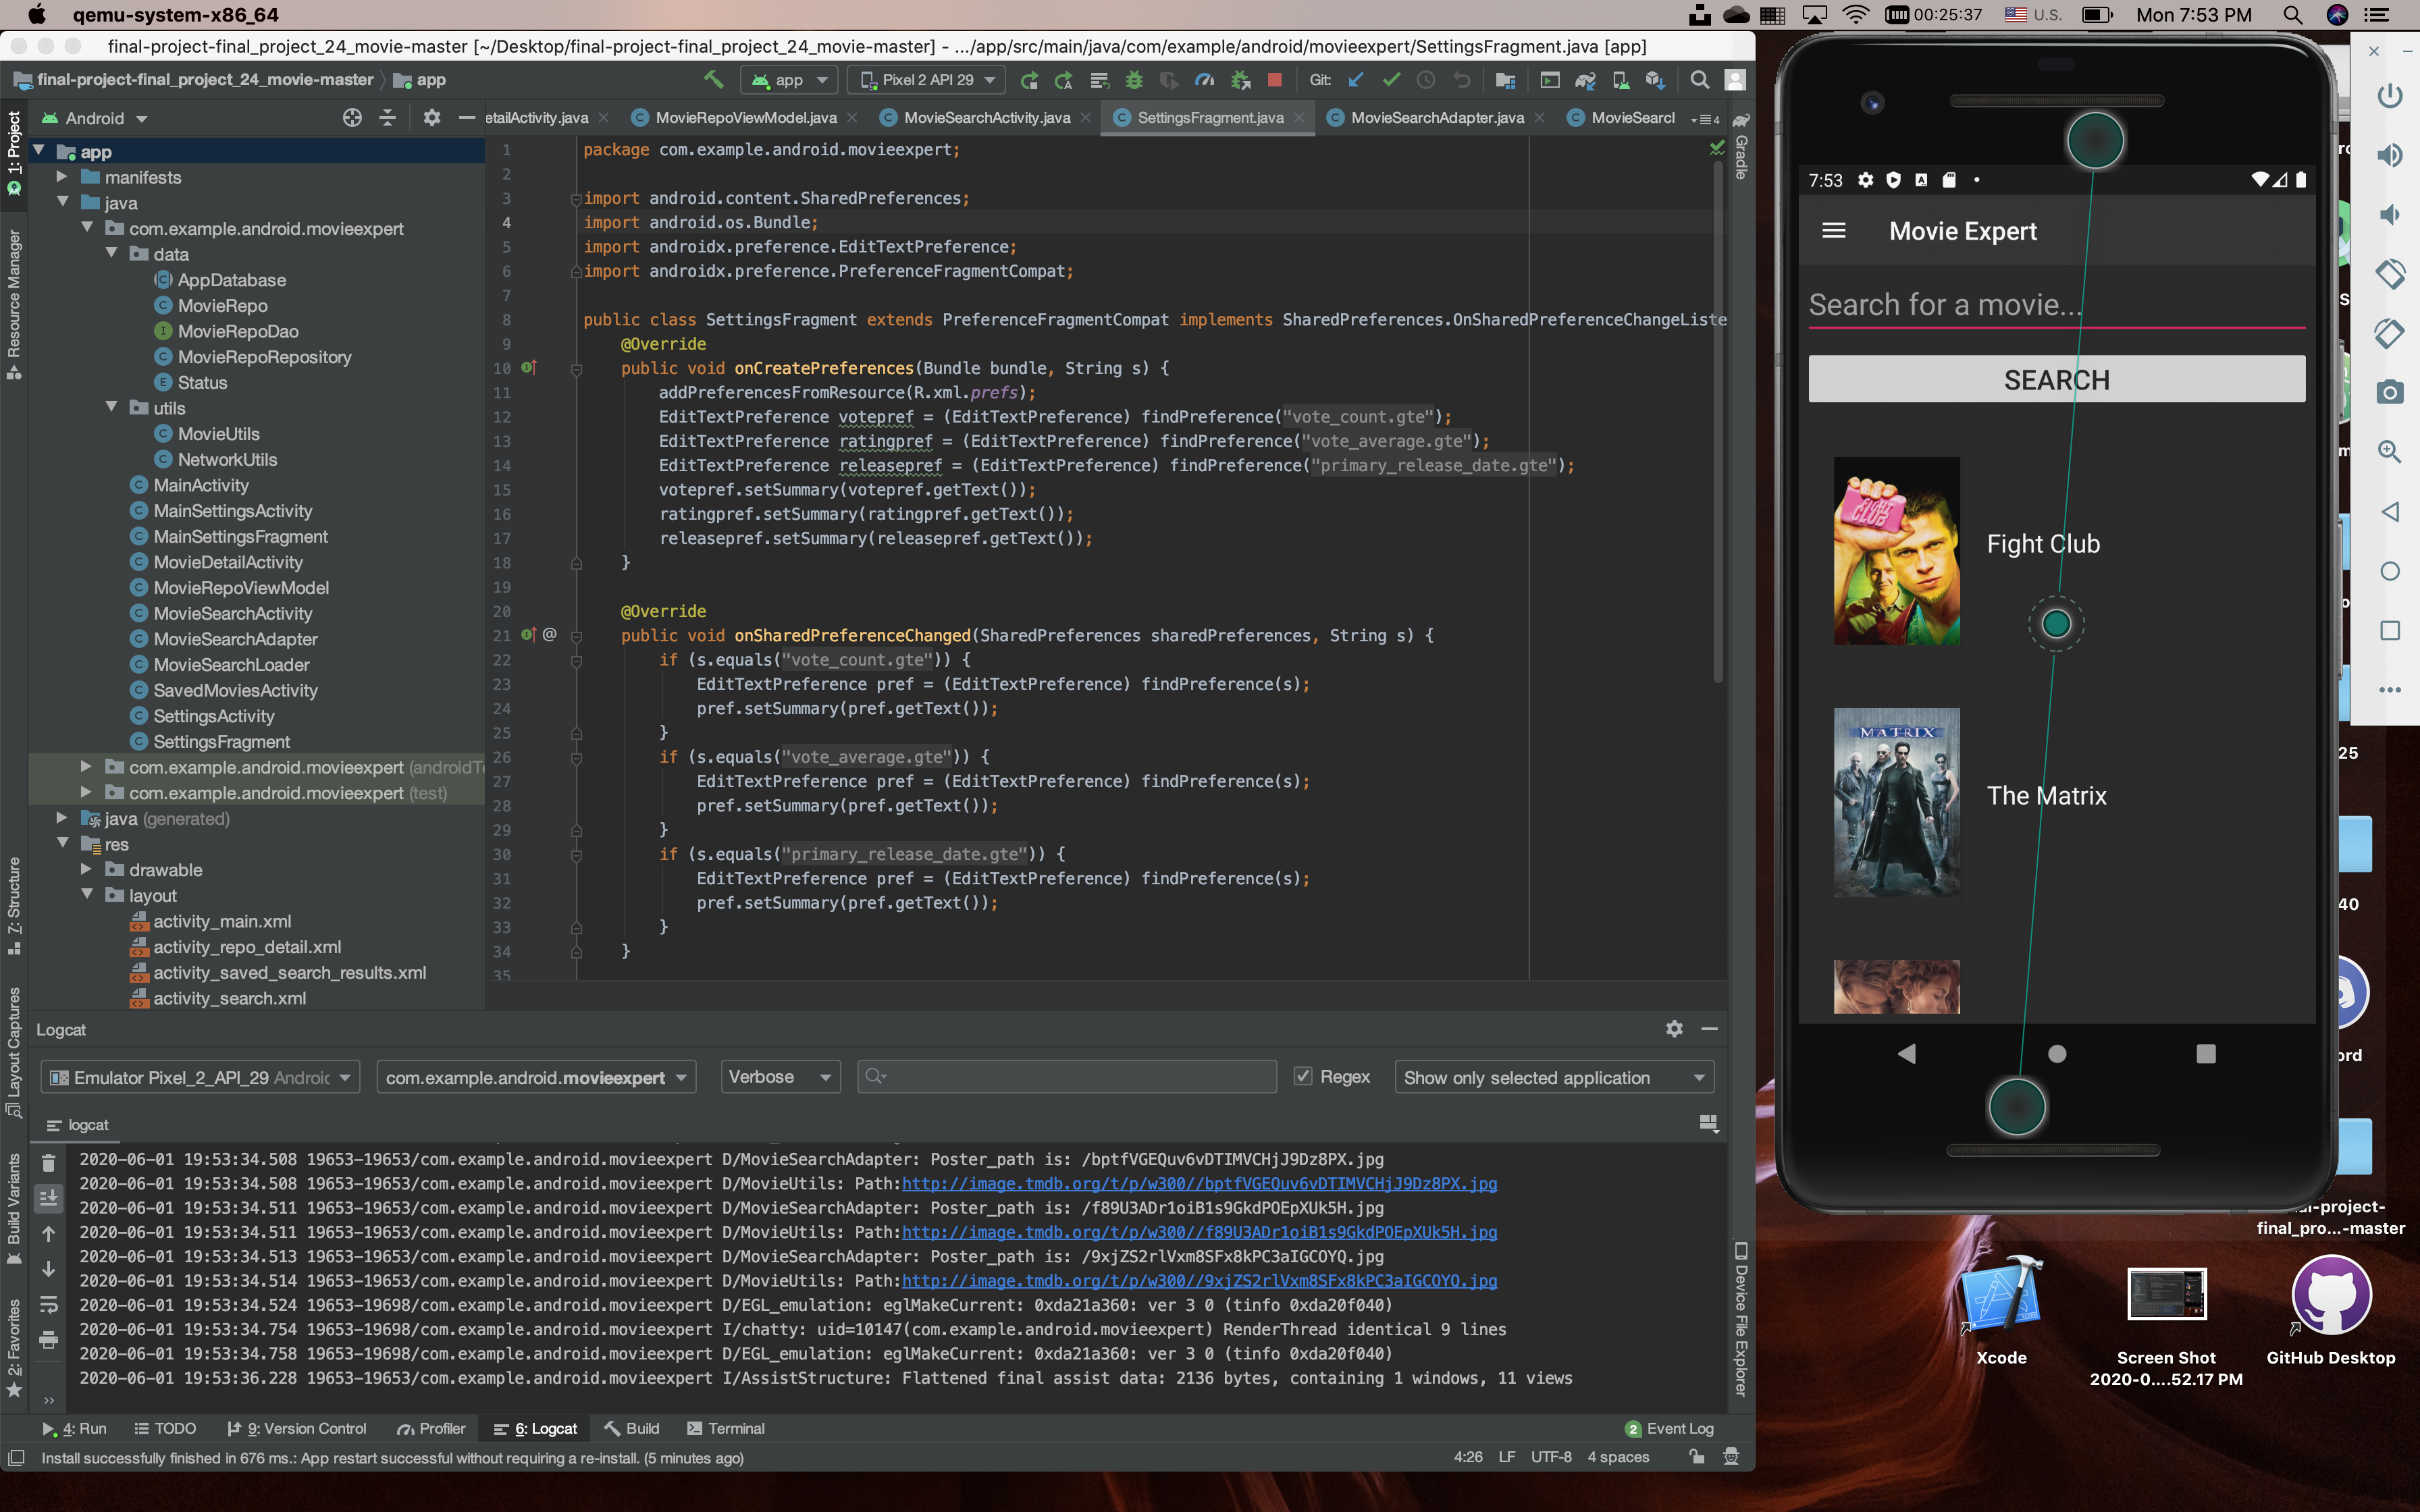 qemu-system-x86_64
00:25:37
U.S.
Mon 7:53 PM
final-project-final_project_24_movie-master [~/Desktop/final-project-final_project_24_movie-master] - .../app/src/main/java/com/example/android/movieexpert/SettingsFragment.java [app]
final-project-final_project_24_movie-master
app
app
Pixel 2 API 29
Git:
Android
etailActivity.java
MovieRepoViewModel.java
MovieSearchActivity.java
SettingsFragment.java
MovieSearchAdapter.java
MovieSearcl
4
1: Project
Resource Manager
7: Structure
Layout Captures
Build Variants
2: Favorites
Gradle
Device File Explorer
app
manifests
java
com.example.android.movieexpert
data
AppDatabase
MovieRepo
MovieRepoDao
MovieRepoRepository
Status
utils
MovieUtils
NetworkUtils
MainActivity
MainSettingsActivity
MainSettingsFragment
MovieDetailActivity
MovieRepoViewModel
MovieSearchActivity
MovieSearchAdapter
MovieSearchLoader
SavedMoviesActivity
SettingsActivity
SettingsFragment
com.example.android.movieexpert (androidTe
com.example.android.movieexpert (test)
java (generated)
res
drawable
layout
activity_main.xml
activity_repo_detail.xml
activity_saved_search_results.xml
activity_search.xml
1 package com.example.android.movieexpert;
2
3 import android.content.SharedPreferences;
4 import android.os.Bundle;
5 import androidx.preference.EditTextPreference;
6 import androidx.preference.PreferenceFragmentCompat;
7
8 public class SettingsFragment extends PreferenceFragmentCompat implements SharedPreferences.OnSharedPreferenceChangeListe
9 @Override
10 public void onCreatePreferences(Bundle bundle, String s) {
11 addPreferencesFromResource(R.xml.prefs);
12 EditTextPreference votepref = (EditTextPreference) findPreference("vote_count.gte");
13 EditTextPreference ratingpref = (EditTextPreference) findPreference("vote_average.gte");
14 EditTextPreference releasepref = (EditTextPreference) findPreference("primary_release_date.gte");
15 votepref.setSummary(votepref.getText());
16 ratingpref.setSummary(ratingpref.getText());
17 releasepref.setSummary(releasepref.getText());
18 }
19
20 @Override
21 @ public void onSharedPreferenceChanged(SharedPreferences sharedPreferences, String s) {
22 if (s.equals("vote_count.gte")) {
23 EditTextPreference pref = (EditTextPreference) findPreference(s);
24 pref.setSummary(pref.getText());
25 }
26 if (s.equals("vote_average.gte")) {
27 EditTextPreference pref = (EditTextPreference) findPreference(s);
28 pref.setSummary(pref.getText());
29 }
30 if (s.equals("primary_release_date.gte")) {
31 EditTextPreference pref = (EditTextPreference) findPreference(s);
32 pref.setSummary(pref.getText());
33 }
34 }
35
Logcat
Emulator Pixel_2_API_29 Androic
com.example.android.movieexpert
Verbose
Regex
Show only selected application
logcat
2020-06-01 19:53:34.508 19653-19653/com.example.android.movieexpert D/MovieSearchAdapter: Poster_path is: /bptfVGEQuv6vDTIMVCHjJ9Dz8PX.jpg
2020-06-01 19:53:34.508 19653-19653/com.example.android.movieexpert D/MovieUtils: Path:http://image.tmdb.org/t/p/w300//bptfVGEQuv6vDTIMVCHjJ9Dz8PX.jpg
2020-06-01 19:53:34.511 19653-19653/com.example.android.movieexpert D/MovieSearchAdapter: Poster_path is: /f89U3ADr1oiB1s9GkdPOEpXUk5H.jpg
2020-06-01 19:53:34.511 19653-19653/com.example.android.movieexpert D/MovieUtils: Path:http://image.tmdb.org/t/p/w300//f89U3ADr1oiB1s9GkdPOEpXUk5H.jpg
2020-06-01 19:53:34.513 19653-19653/com.example.android.movieexpert D/MovieSearchAdapter: Poster_path is: /9xjZS2rlVxm8SFx8kPC3aIGCOYQ.jpg
2020-06-01 19:53:34.514 19653-19653/com.example.android.movieexpert D/MovieUtils: Path:http://image.tmdb.org/t/p/w300//9xjZS2rlVxm8SFx8kPC3aIGCOYQ.jpg
2020-06-01 19:53:34.524 19653-19698/com.example.android.movieexpert D/EGL_emulation: eglMakeCurrent: 0xda21a360: ver 3 0 (tinfo 0xda20f040)
2020-06-01 19:53:34.754 19653-19698/com.example.android.movieexpert I/chatty: uid=10147(com.example.android.movieexpert) RenderThread identical 9 lines
2020-06-01 19:53:34.758 19653-19698/com.example.android.movieexpert D/EGL_emulation: eglMakeCurrent: 0xda21a360: ver 3 0 (tinfo 0xda20f040)
2020-06-01 19:53:36.228 19653-19653/com.example.android.movieexpert I/AssistStructure: Flattened final assist data: 2136 bytes, containing 1 windows, 11 views
4: Run
TODO
9: Version Control
Profiler
6: Logcat
Build
Terminal
2 Event Log
Install successfully finished in 676 ms.: App restart successful without requiring a re-install. (5 minutes ago)
4:26 LF UTF-8 4 spaces
7:53
Movie Expert
Search for a movie...
SEARCH
FIGHT CLUB
Fight Club
MATRIX
The Matrix
25
40
ord
al-project-
final_pro...-master
Xcode
Screen Shot
2020-0....52.17 PM
GitHub Desktop